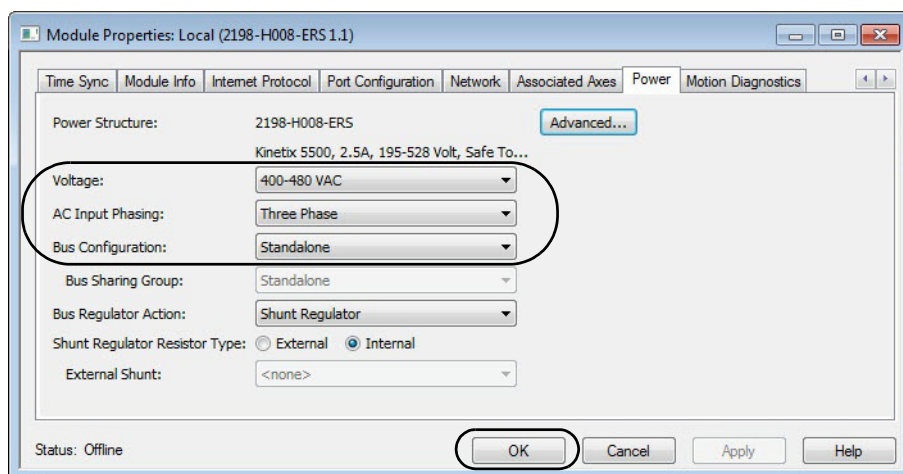 Module Properties: Local (2198-H008-ERS 1.1)
Time Sync Module Info Internet Protocol Port Configuration Network Associated Axes Power Motion Diagnostics
Power Structure: 2198-H008-ERS Advanced...
Kinetix 5500, 2.5A, 195-528 Volt, Safe To...
Voltage: 400-480 VAC
AC Input Phasing: Three Phase
Bus Configuration: Standalone
Bus Sharing Group: Standalone
Bus Regulator Action: Shunt Regulator
Shunt Regulator Resistor Type: External Internal
External Shunt: <none>
Status: Offline OK Cancel Apply Help